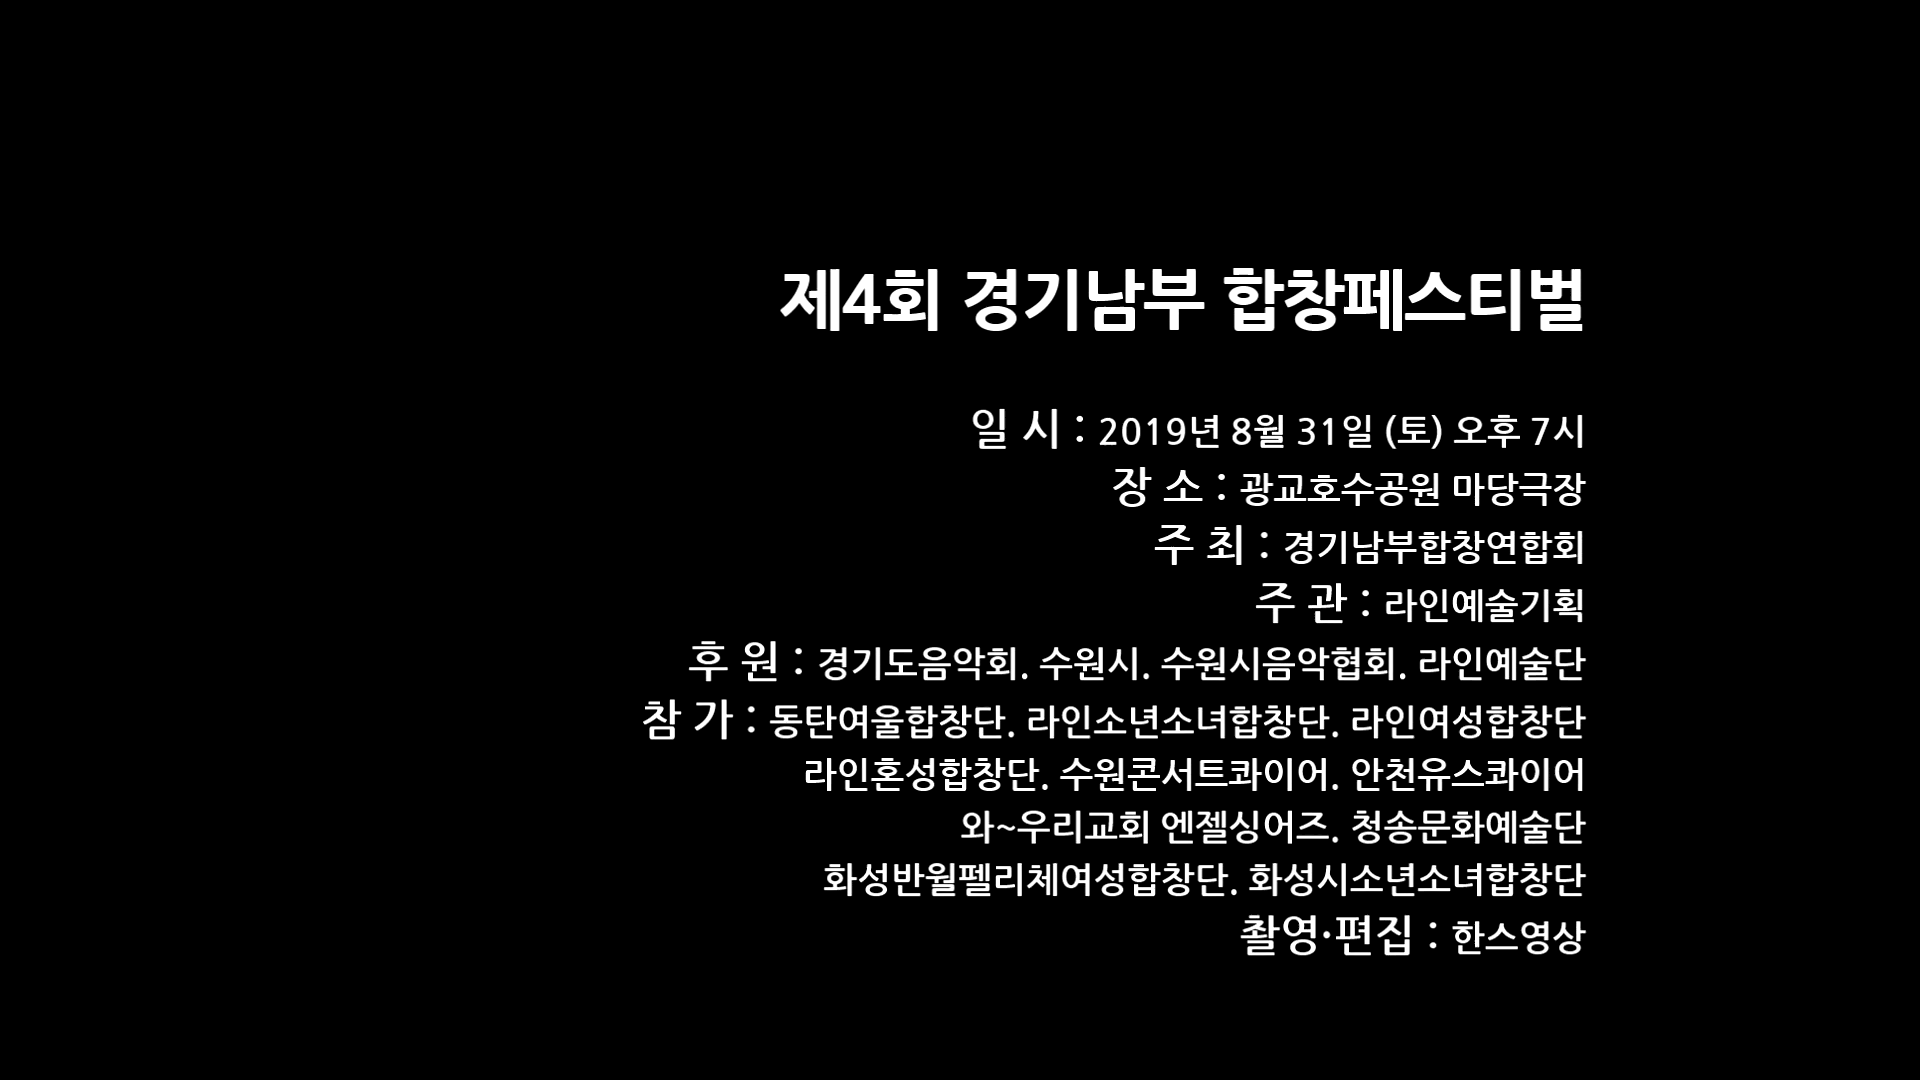 제4회 경기남부 합창페스티벌
일 시 : 2019년 8월 31일 (토) 오후 7시
장 소 : 광교호수공원 마당극장
주 최 : 경기남부합창연합회
주 관 : 라인예술기획
후 원 : 경기도음악회. 수원시. 수원시음악협회. 라인예술단
참 가 : 동탄여울합창단. 라인소년소녀합창단. 라인여성합창단
라인혼성합창단. 수원콘서트콰이어. 안천유스콰이어
와~우리교회 엔젤싱어즈. 청송문화예술단
화성반월펠리체여성합창단. 화성시소년소녀합창단
촬영·편집 : 한스영상